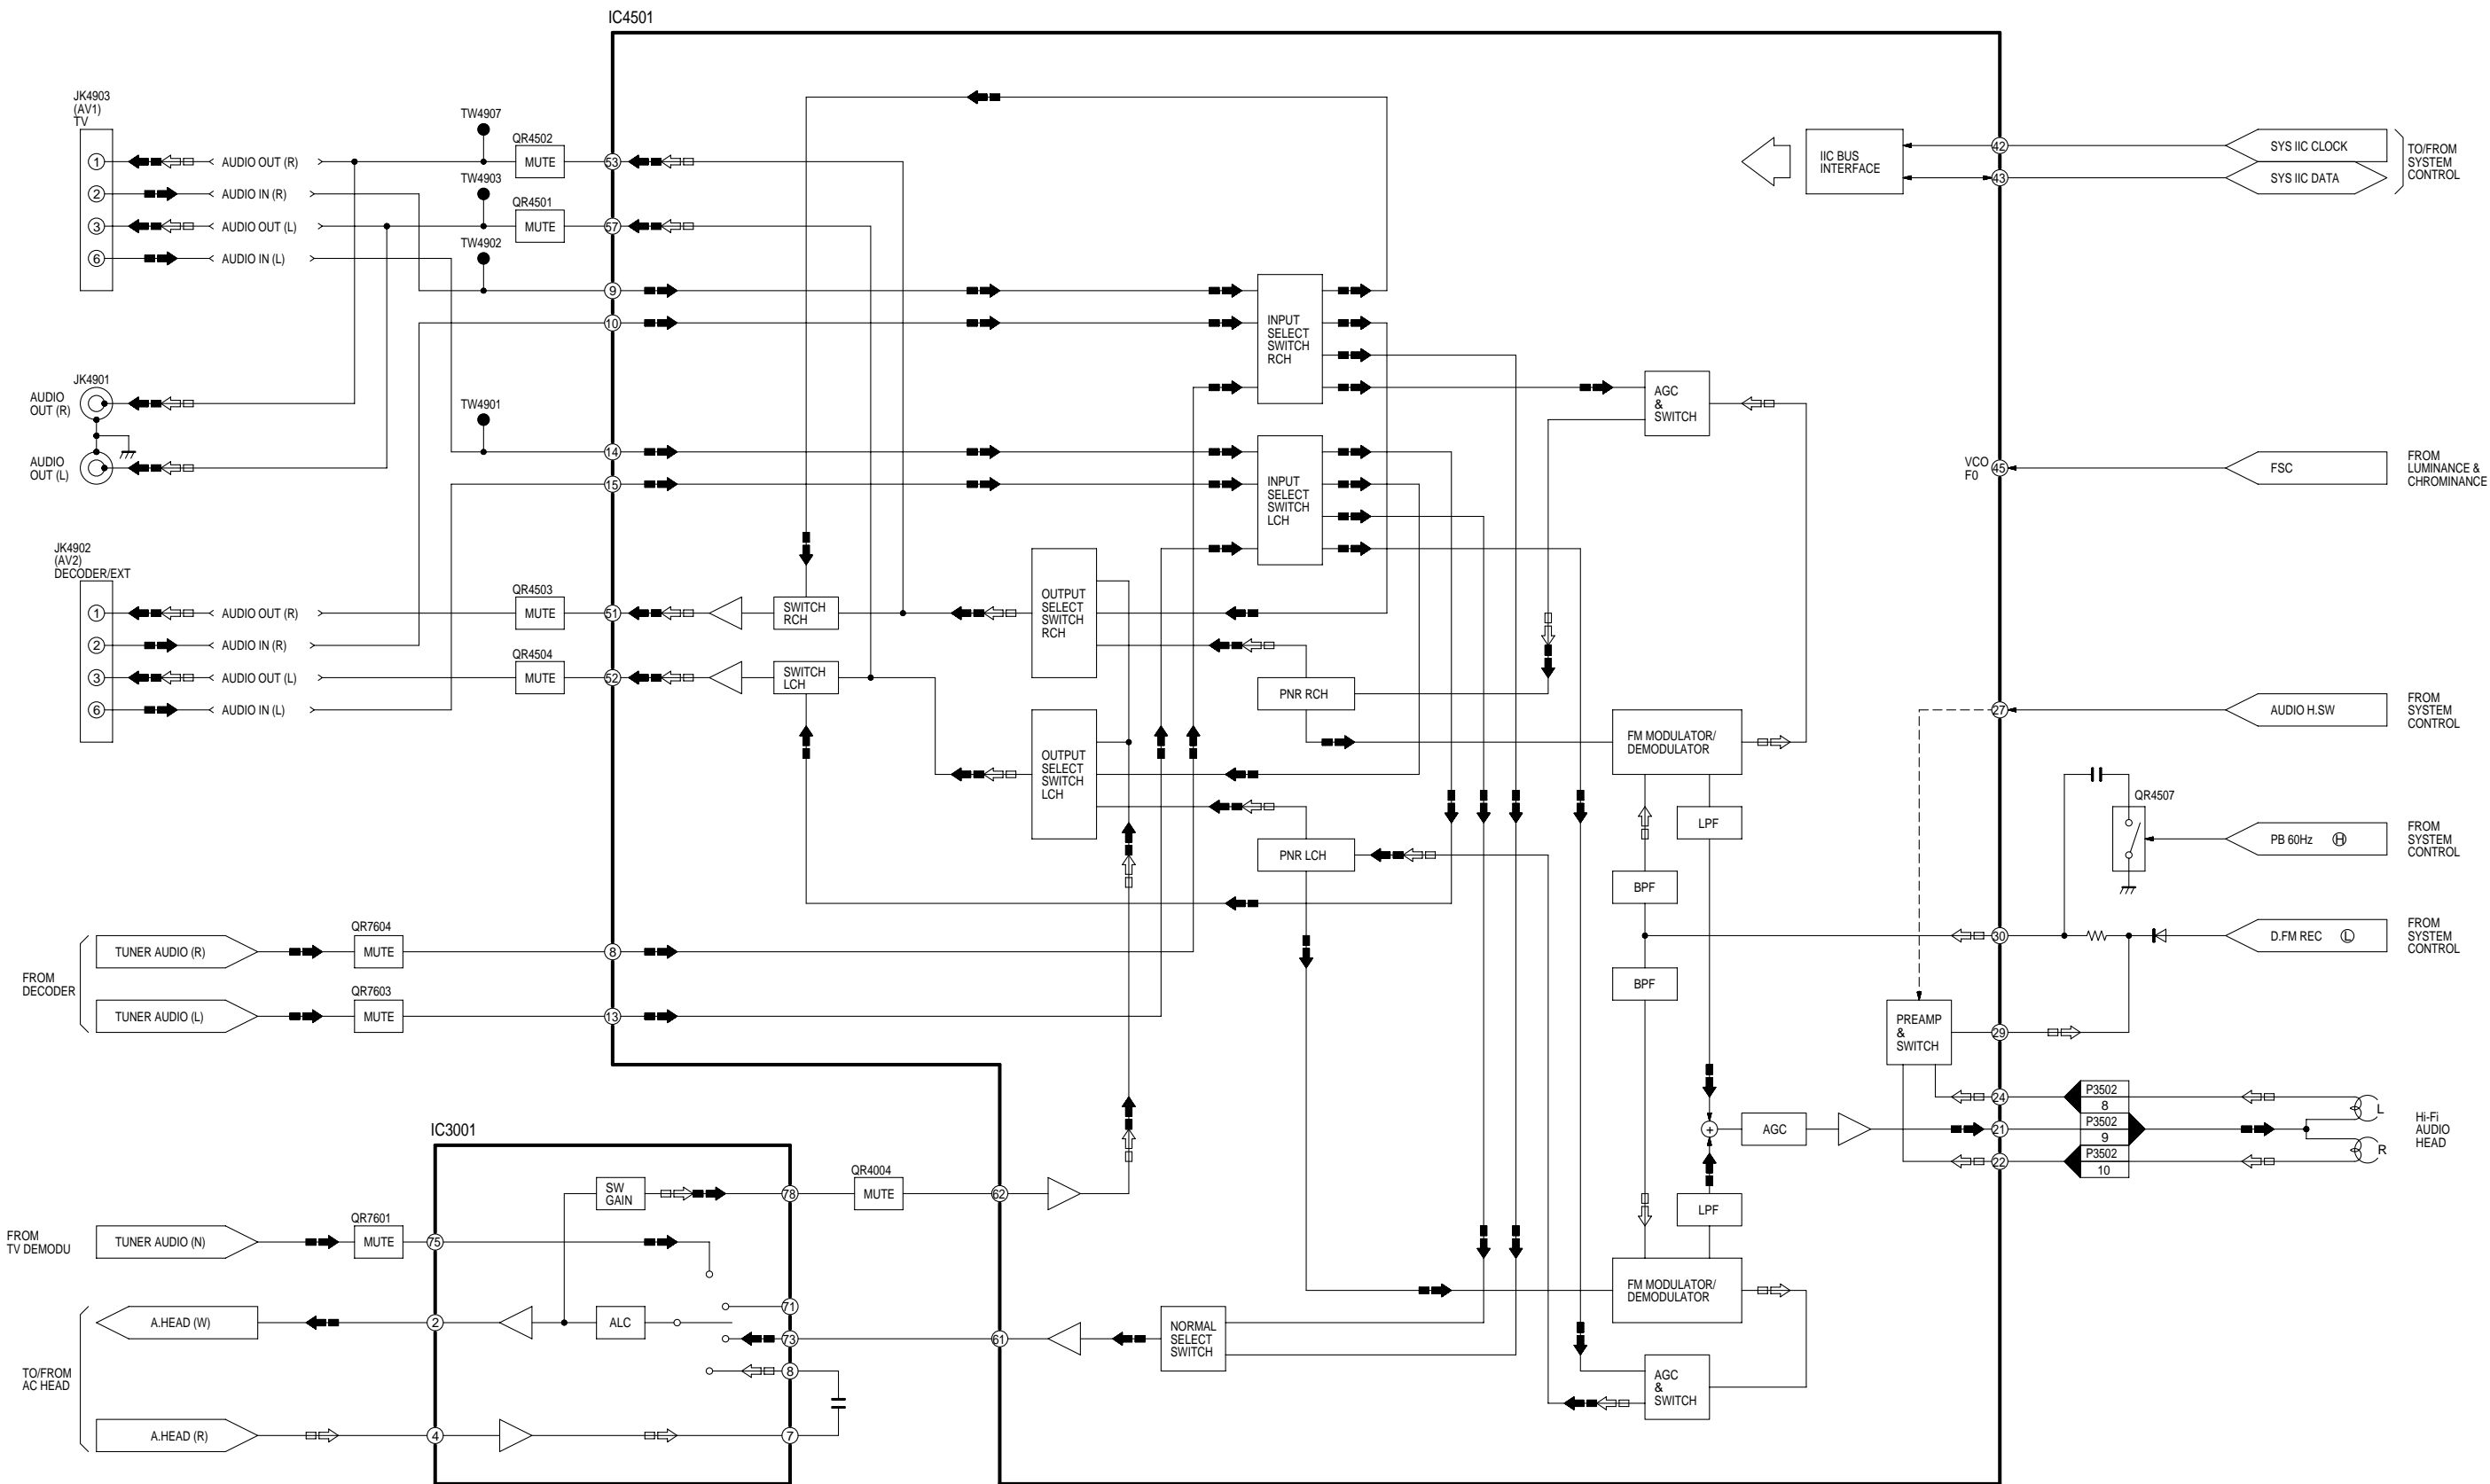 IC4501
JK4903
(AV1)
TV
1
AUDIO OUT (R)
2
AUDIO IN (R)
3
AUDIO OUT (L)
6
AUDIO IN (L)
TW4907
QR4502
MUTE
53
TW4903
QR4501
MUTE
57
TW4902
9
10
IIC BUS
INTERFACE
42
43
SYS IIC CLOCK
SYS IIC DATA
TO/FROM
SYSTEM
CONTROL
INPUT
SELECT
SWITCH
RCH
JK4901
AUDIO
OUT (R)
AUDIO
OUT (L)
TW4901
14
15
INPUT
SELECT
SWITCH
LCH
AGC
&
SWITCH
VCO
F0
45
FSC
FROM
LUMINANCE &
CHROMINANCE
JK4902
(AV2)
DECODER/EXT
1
AUDIO OUT (R)
2
AUDIO IN (R)
3
AUDIO OUT (L)
6
AUDIO IN (L)
QR4503
MUTE
51
QR4504
MUTE
52
SWITCH
RCH
SWITCH
LCH
OUTPUT
SELECT
SWITCH
RCH
OUTPUT
SELECT
SWITCH
LCH
PNR RCH
PNR LCH
FM MODULATOR/
DEMODULATOR
LPF
BPF
BPF
27
AUDIO H.SW
FROM
SYSTEM
CONTROL
QR4507
PB 60Hz H
FROM
SYSTEM
CONTROL
30
D.FM REC L
FROM
SYSTEM
CONTROL
FROM
DECODER
TUNER AUDIO (R)
QR7604
MUTE
8
TUNER AUDIO (L)
QR7603
MUTE
13
PREAMP
&
SWITCH
29
24
21
22
P3502
8
P3502
9
P3502
10
L
R
Hi-Fi
AUDIO
HEAD
+
AGC
LPF
FM MODULATOR/
DEMODULATOR
AGC
&
SWITCH
IC3001
SW
GAIN
78
QR4004
MUTE
62
FROM
TV DEMODU
TUNER AUDIO (N)
QR7601
MUTE
75
71
TO/FROM
AC HEAD
A.HEAD (W)
2
ALC
73
61
NORMAL
SELECT
SWITCH
8
A.HEAD (R)
4
7